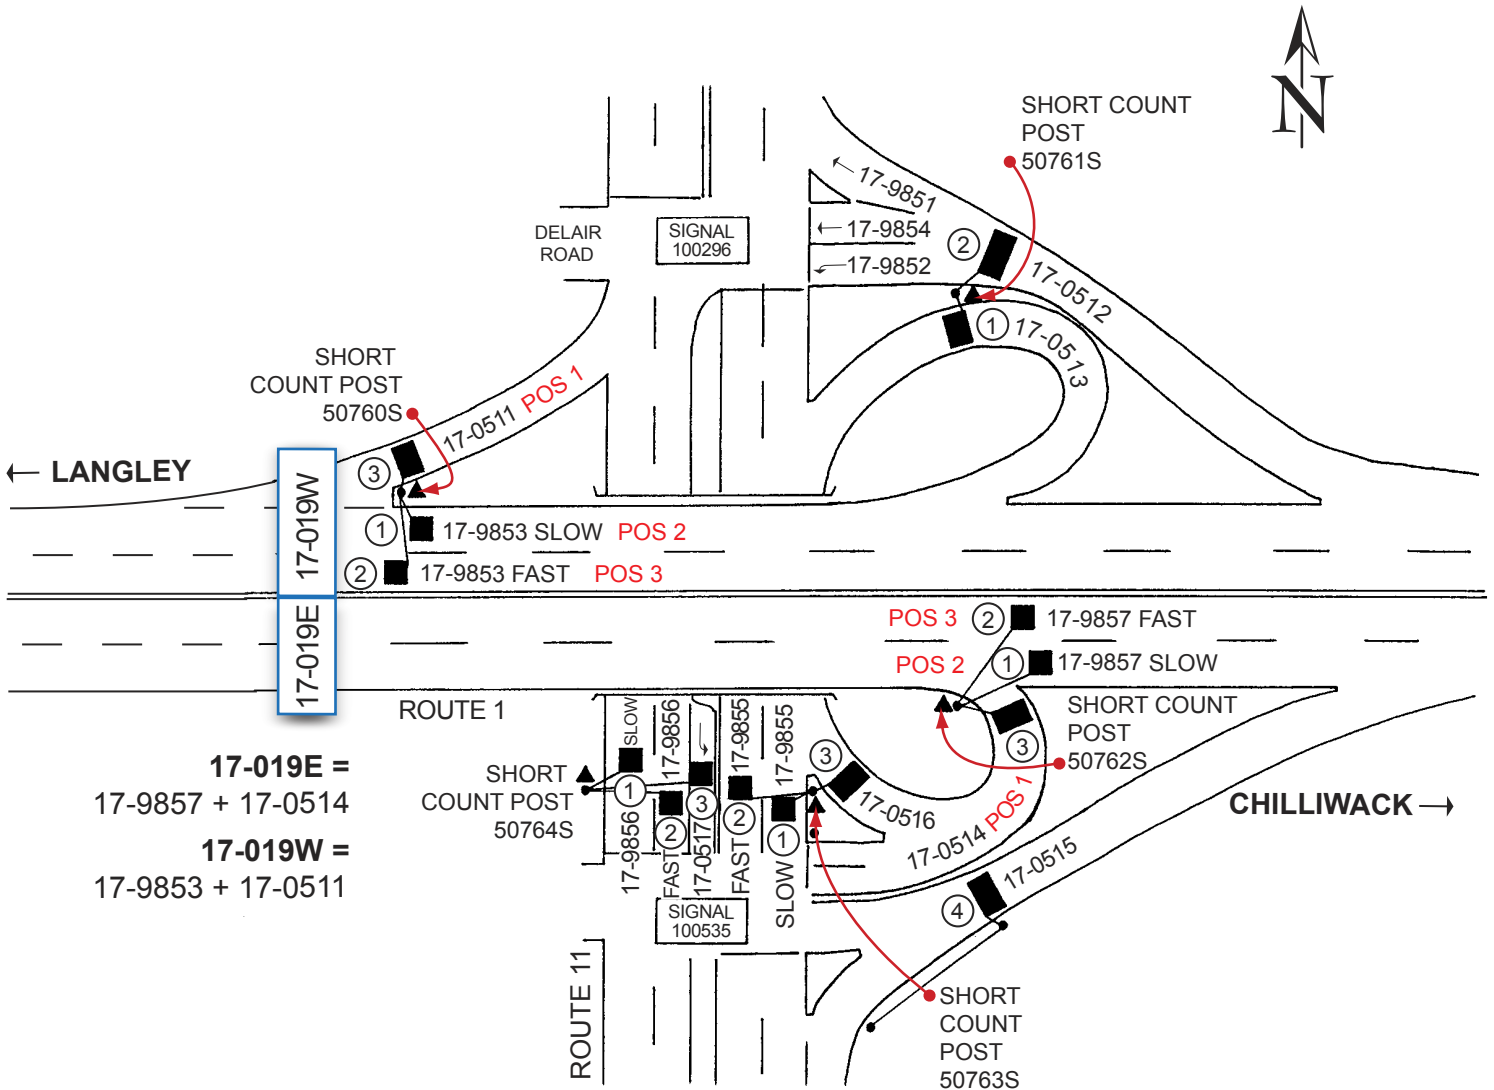 N
SHORT COUNT
POST
50761S
17-9851
17-9854
17-9852
2
17-0512
1
17-0513
DELAIR
ROAD
SIGNAL
100296
SHORT
COUNT POST
50760S
17-0511 POS 1
3
← LANGLEY
17-019W
1
17-9853 SLOW POS 2
2
17-9853 FAST POS 3
17-019E
POS 3
2
17-9857 FAST
POS 2
1
17-9857 SLOW
ROUTE 1
SHORT COUNT
POST
50762S
3
17-019E =
17-9857 + 17-0514
17-019W =
17-9853 + 17-0511
SHORT
COUNT POST
50764S
SLOW
17-9856
17-9855
17-9855
1
17-9856
2
FAST
3
17-0517
2
FAST
1
SLOW
3
17-0516
17-0514 POS 1
17-0515
4
CHILLIWACK →
SIGNAL
100535
ROUTE 11
SHORT
COUNT
POST
50763S